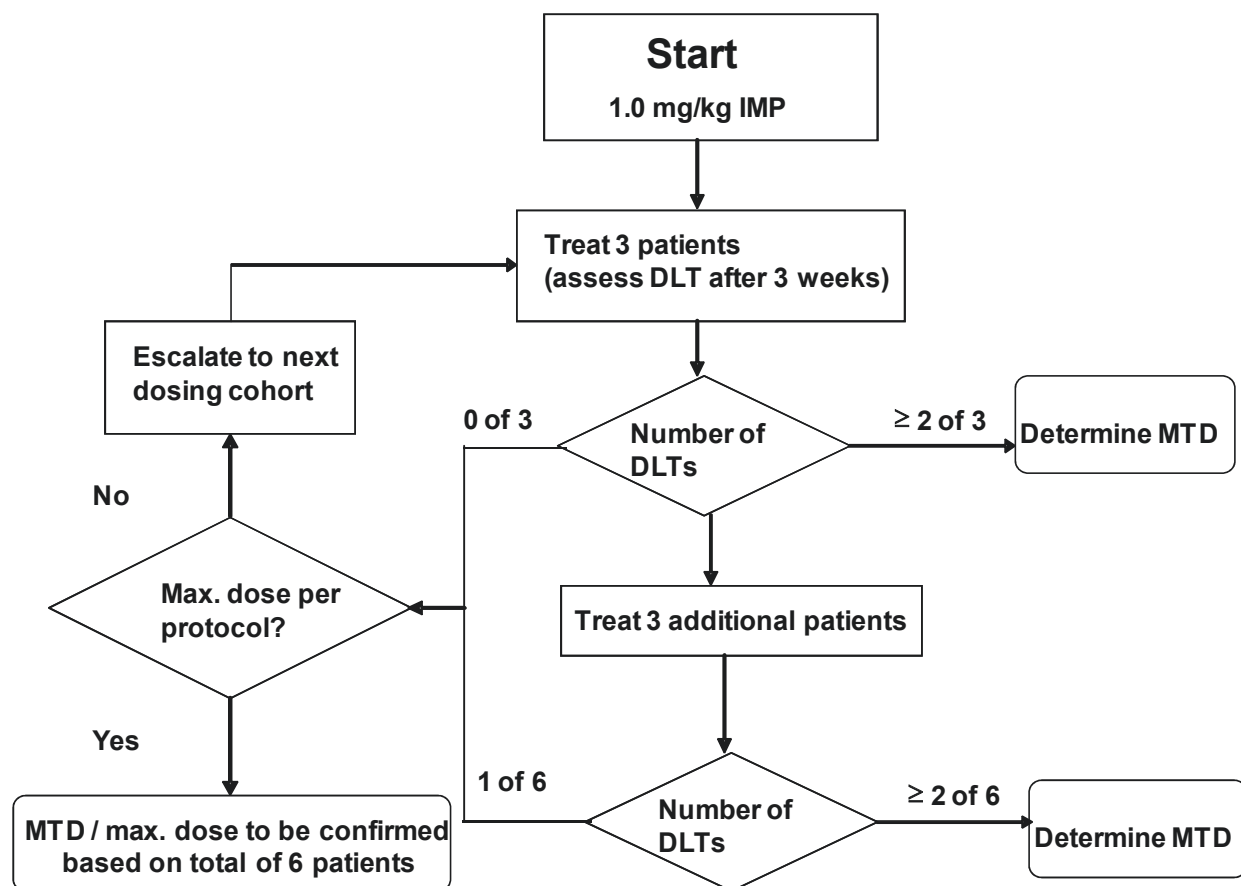 Start
1.0 mg/kg IMP
Treat 3 patients
(assess DLT after 3 weeks)
Escalate to next
dosing cohort
0 of 3
≥ 2 of 3
Number of
DLTs
Determine MTD
No
Max. dose per
protocol?
Treat 3 additional patients
Yes
1 of 6
≥ 2 of 6
Number of
DLTs
Determine MTD
MTD / max. dose to be confirmed
based on total of 6 patients